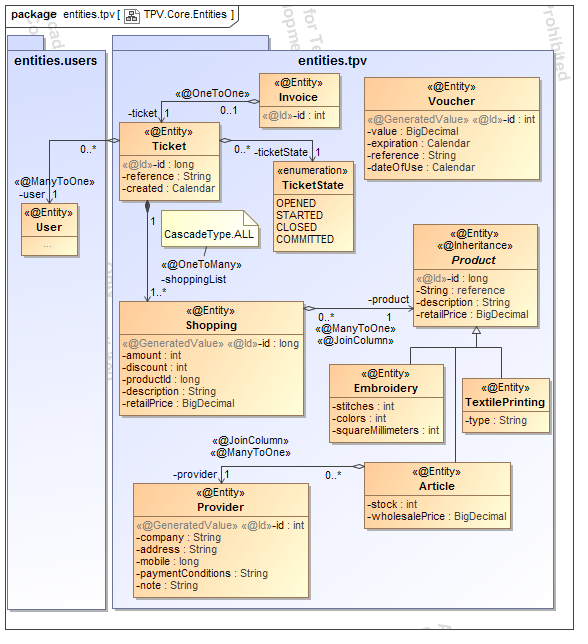 package entities.tpv [ TPV.Core.Entities ]
entities.users
entities.tpv
«@Entity»
Invoice
«@Id»-id : int
«@OneToOne»
-ticket 1
0..1
«@Entity»
Voucher
«@GeneratedValue» «@Id»-id : int
-value : BigDecimal
-expiration : Calendar
-reference : String
-dateOfUse : Calendar
«@Entity»
Ticket
«@Id»-id : long
-reference : String
-created : Calendar
0..*
0..*
-ticketState 1
«@ManyToOne»
-user 1
«@Entity»
User
...
«enumeration»
TicketState
OPENED
STARTED
CLOSED
COMMITTED
1
CascadeType.ALL
«@OneToMany»
-shoppingList
1..*
«@Entity»
«@Inheritance»
Product
«@Id»-id : long
-String : reference
-description : String
-retailPrice : BigDecimal
«@Entity»
Shopping
«@GeneratedValue» «@Id»-id : long
-amount : int
-discount : int
-productId : long
-description : String
-retailPrice : BigDecimal
-product
0..* 1
«@ManyToOne»
«@JoinColumn»
«@Entity»
Embroidery
-stitches : int
-colors : int
-squareMillimeters : int
«@Entity»
TextilePrinting
-type : String
«@JoinColumn»
«@ManyToOne»
-provider 1
0..*
«@Entity»
Article
-stock : int
-wholesalePrice : BigDecimal
«@Entity»
Provider
«@GeneratedValue» «@Id»-id : int
-company : String
-address : String
-mobile : long
-paymentConditions : String
-note : String
Prohibited